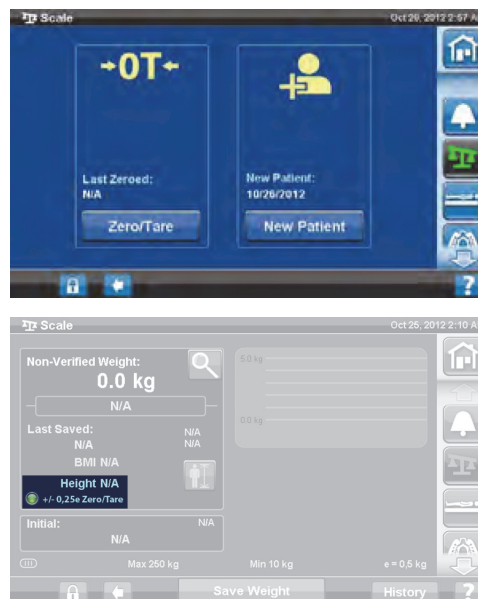 Scale
Oct 29, 2012 2:57 A
→0T←
Last Zeroed:
N/A
Zero/Tare
New Patient:
10/26/2012
New Patient
?
Scale
Oct 25, 2012 2:10 A
Non-Verified Weight:
0.0 kg
N/A
Last Saved:
N/A
N/A
N/A
BMI N/A
Height N/A
+/- 0,25e Zero/Tare
Initial:
N/A
N/A
5.0 kg
0.0 kg
Max 250 kg
Min 10 kg
e = 0,5 kg
Save Weight
History
?